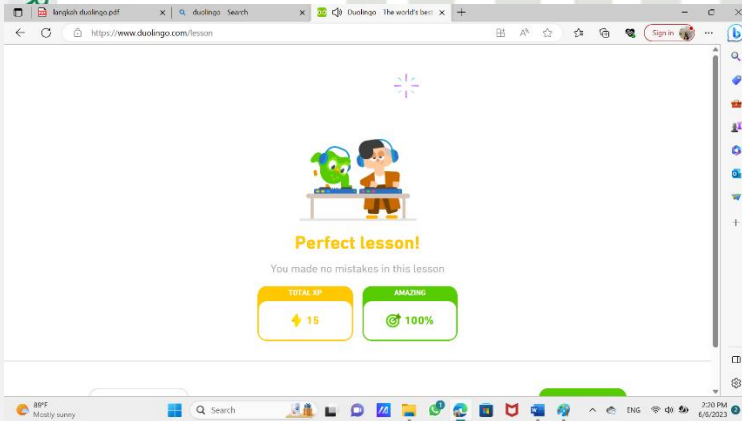 langkah duolingo.pdf
duolingo - Search
Duolingo - The world's best
https://www.duolingo.com/lesson
Sign in
Perfect lesson!
You made no mistakes in this lesson
TOTAL XP
15
AMAZING
100%
89°F
Mostly sunny
Search
ENG
2:20 PM
6/6/2023